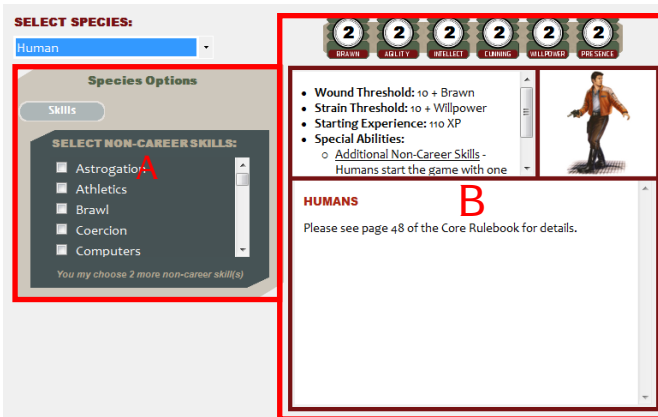 SELECT SPECIES:
Human
Species Options
Skills
SELECT NON-CAREER SKILLS:
Astrogation
Athletics
Brawl
Coercion
Computers
You my choose 2 more non-career skill(s)
A
2 2 2 2 2 2
BRAWN AGILITY INTELLECT CUNNING WILLPOWER PRESENCE
Wound Threshold: 10 + Brawn
Strain Threshold: 10 + Willpower
Starting Experience: 110 XP
Special Abilities:
Additional Non-Career Skills -
Humans start the game with one
B
HUMANS
Please see page 48 of the Core Rulebook for details.